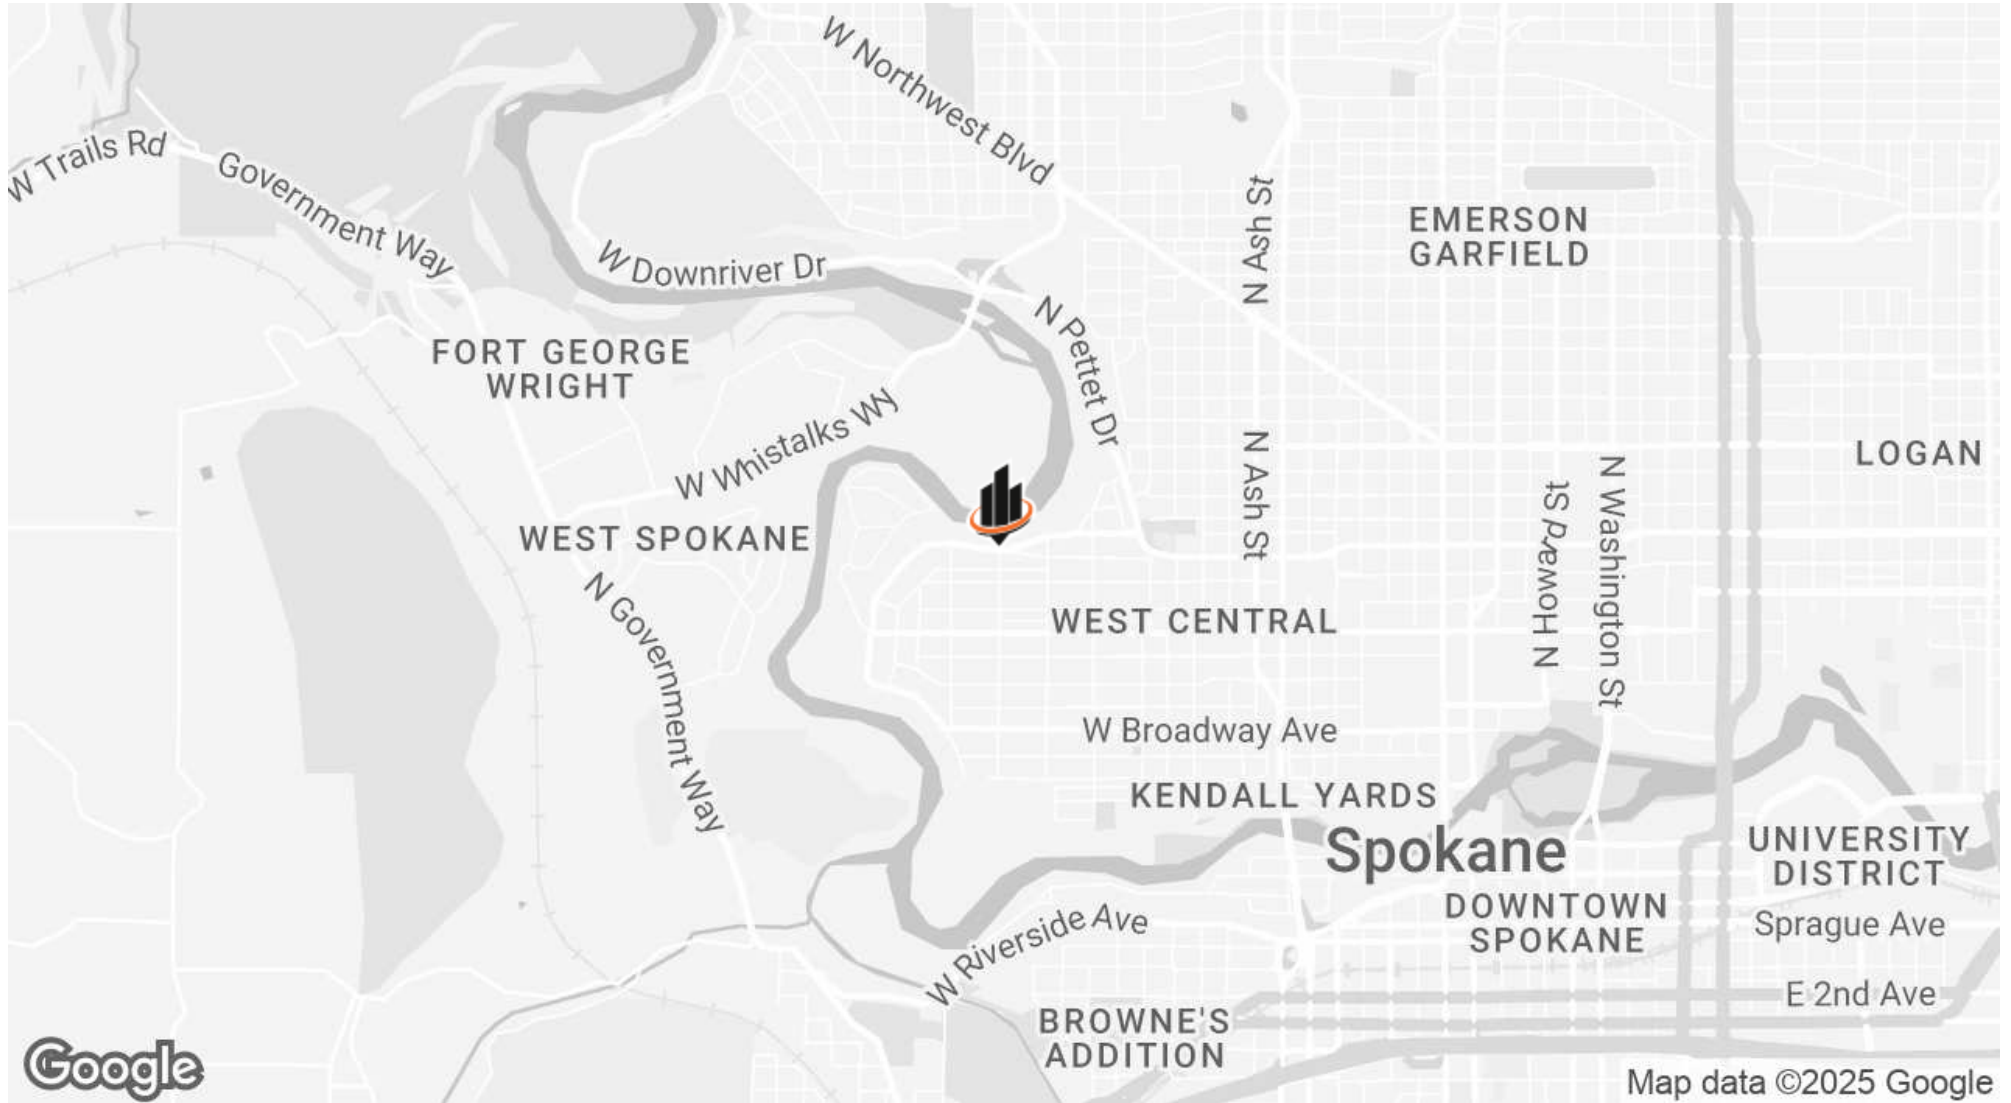 W Northwest Blvd
W Trails Rd
Government Way
N Ash St
EMERSON
GARFIELD
W Downriver Dr
N Pettet Dr
FORT GEORGE
WRIGHT
W Whistalks Wy
N Ash St
LOGAN
N Howard St
N Washington St
WEST SPOKANE
N Government Way
WEST CENTRAL
W Broadway Ave
KENDALL YARDS
Spokane
UNIVERSITY
DISTRICT
DOWNTOWN
SPOKANE
Sprague Ave
W Riverside Ave
E 2nd Ave
BROWNE'S
ADDITION
Google
Map data ©2025 Google